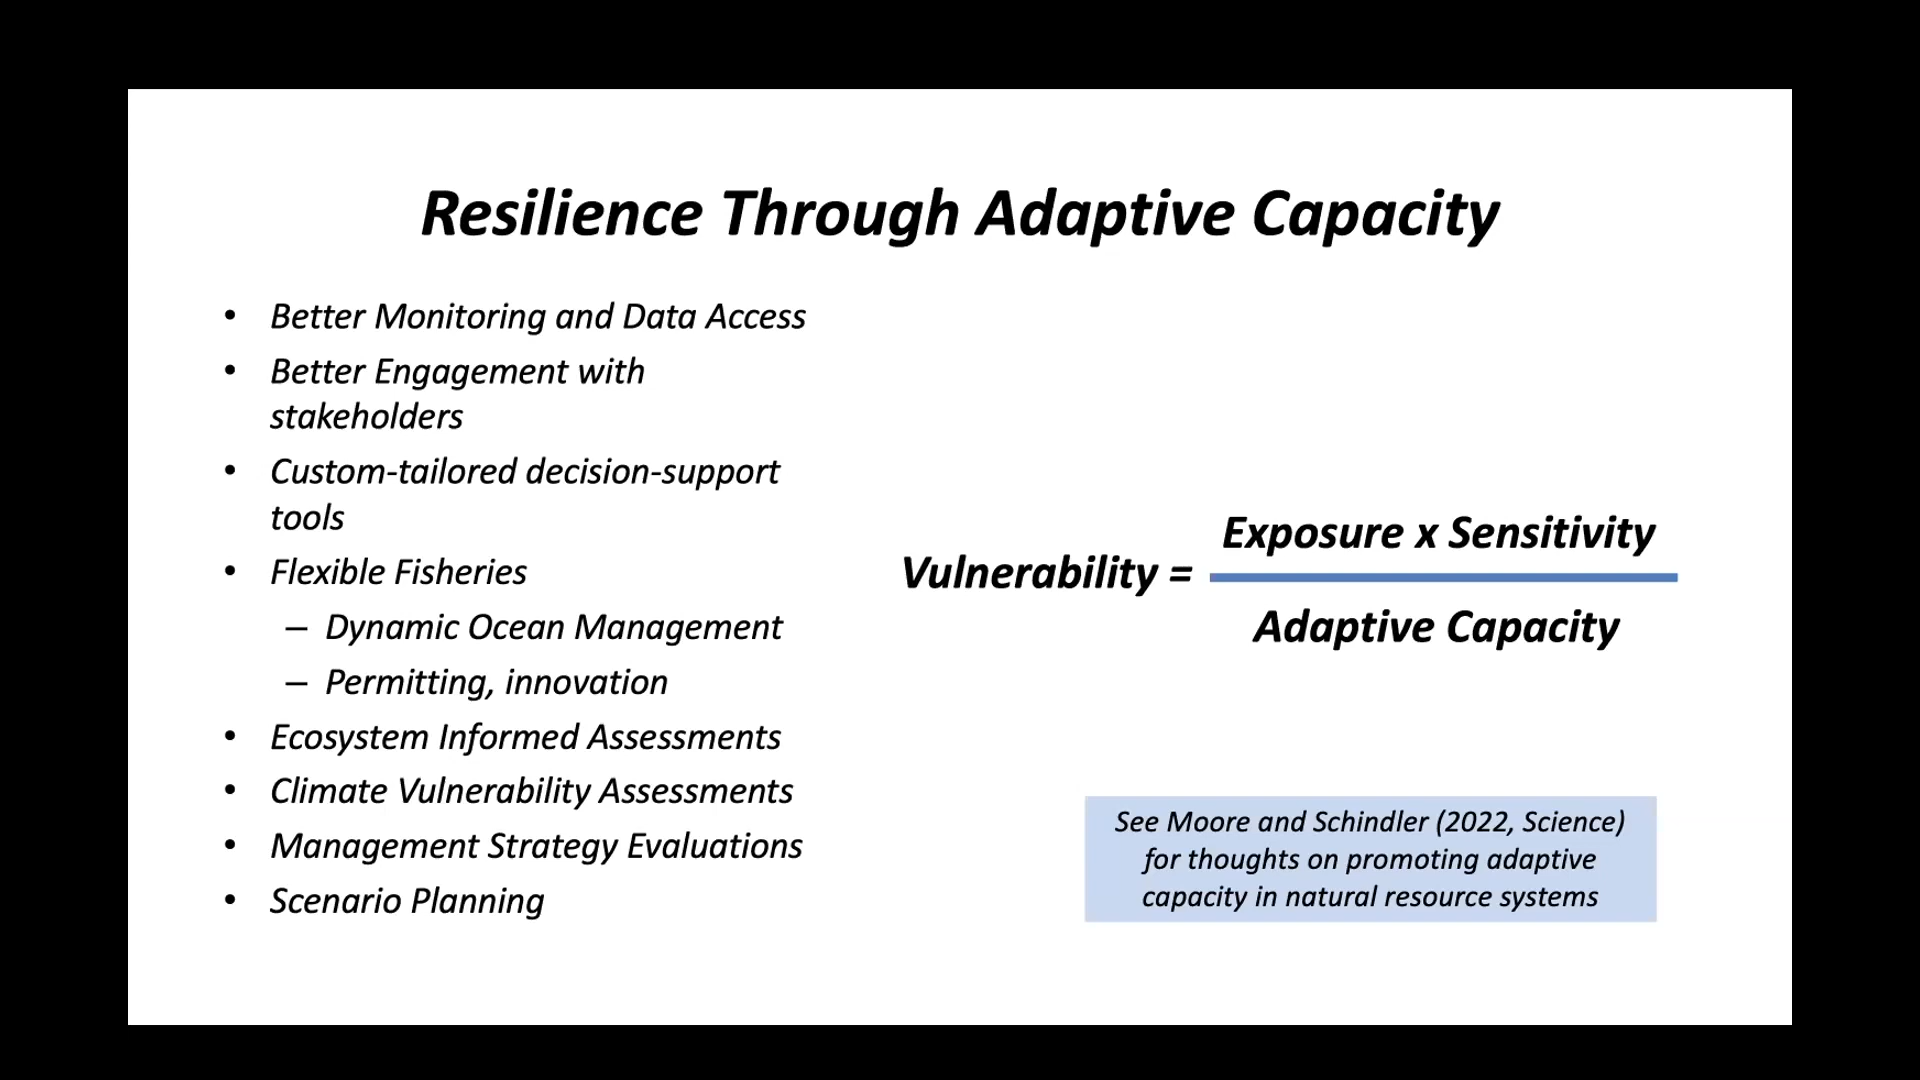 Resilience Through Adaptive Capacity
• Better Monitoring and Data Access
• Better Engagement with
stakeholders
• Custom-tailored decision-support
tools
• Flexible Fisheries
– Dynamic Ocean Management
– Permitting, innovation
• Ecosystem Informed Assessments
• Climate Vulnerability Assessments
• Management Strategy Evaluations
• Scenario Planning
Exposure x Sensitivity
Vulnerability =
Adaptive Capacity
See Moore and Schindler (2022, Science)
for thoughts on promoting adaptive
capacity in natural resource systems